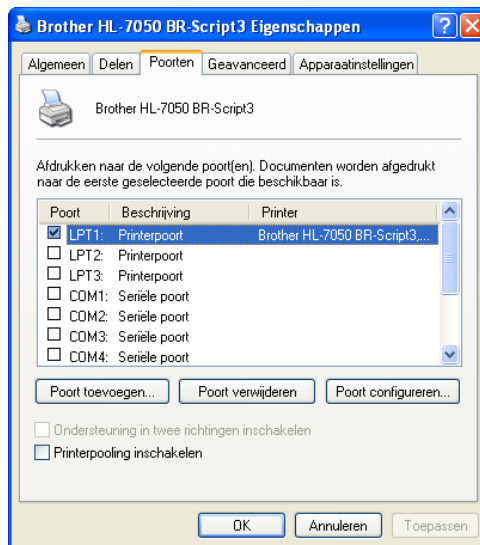 Brother HL-7050 BR-Script3 Eigenschappen
Algemeen Delen Poorten Geavanceerd Apparaatinstellingen
Brother HL-7050 BR-Script3
Afdrukken naar de volgende poort(en). Documenten worden afgedrukt
naar de eerste geselecteerde poort die beschikbaar is.
Poort Beschrijving Printer
LPT1: Printerpoort Brother HL-7050 BR-Script3,...
LPT2: Printerpoort
LPT3: Printerpoort
COM1: Seriële poort
COM2: Seriële poort
COM3: Seriële poort
COM4: Seriële poort
Poort toevoegen... Poort verwijderen Poort configureren...
Ondersteuning in twee richtingen inschakelen
Printerpooling inschakelen
OK Annuleren Toepassen